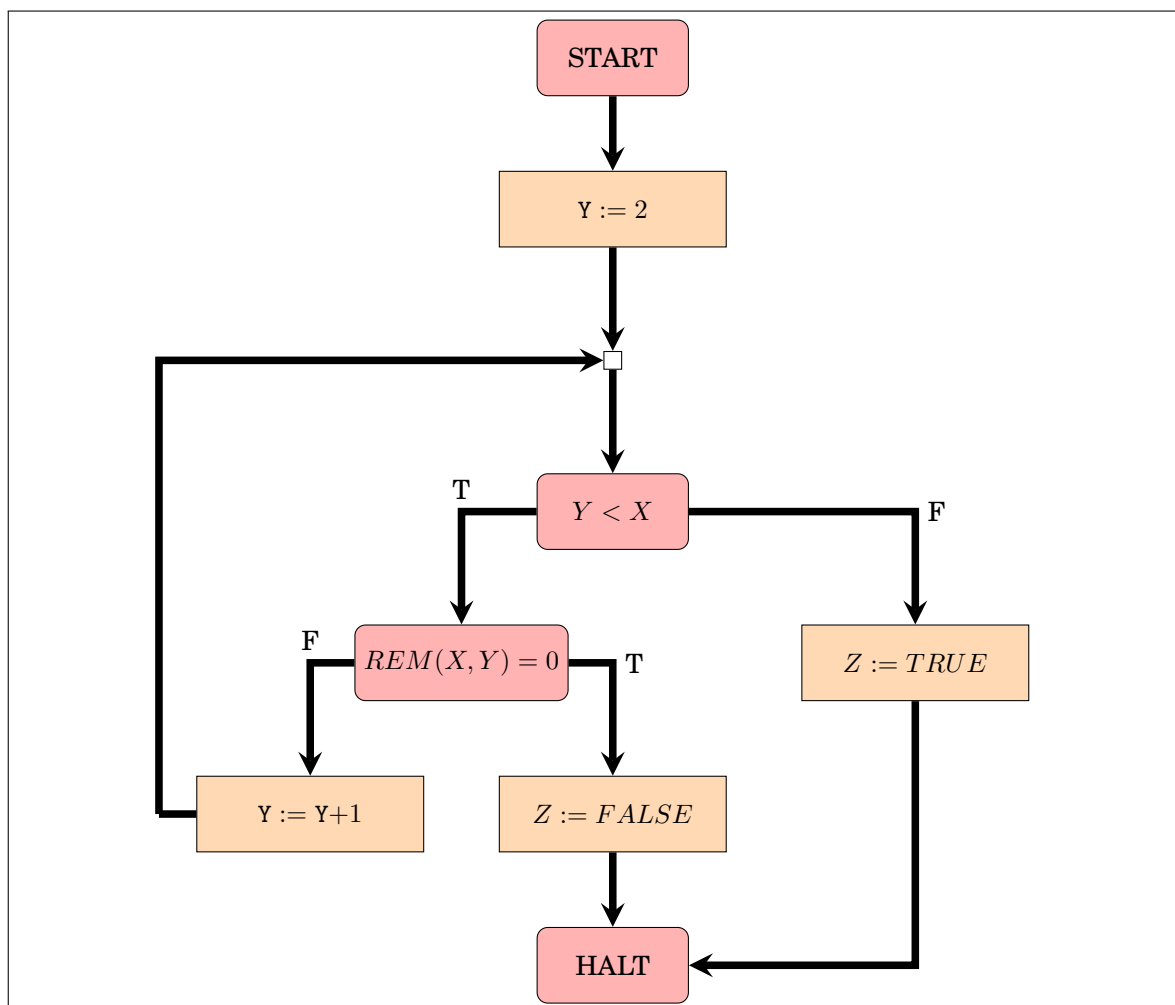 START
Y := 2
T
Y < X
F
F
REM(X, Y) = 0
T
Z := TRUE
Y := Y+1
Z := FALSE
HALT